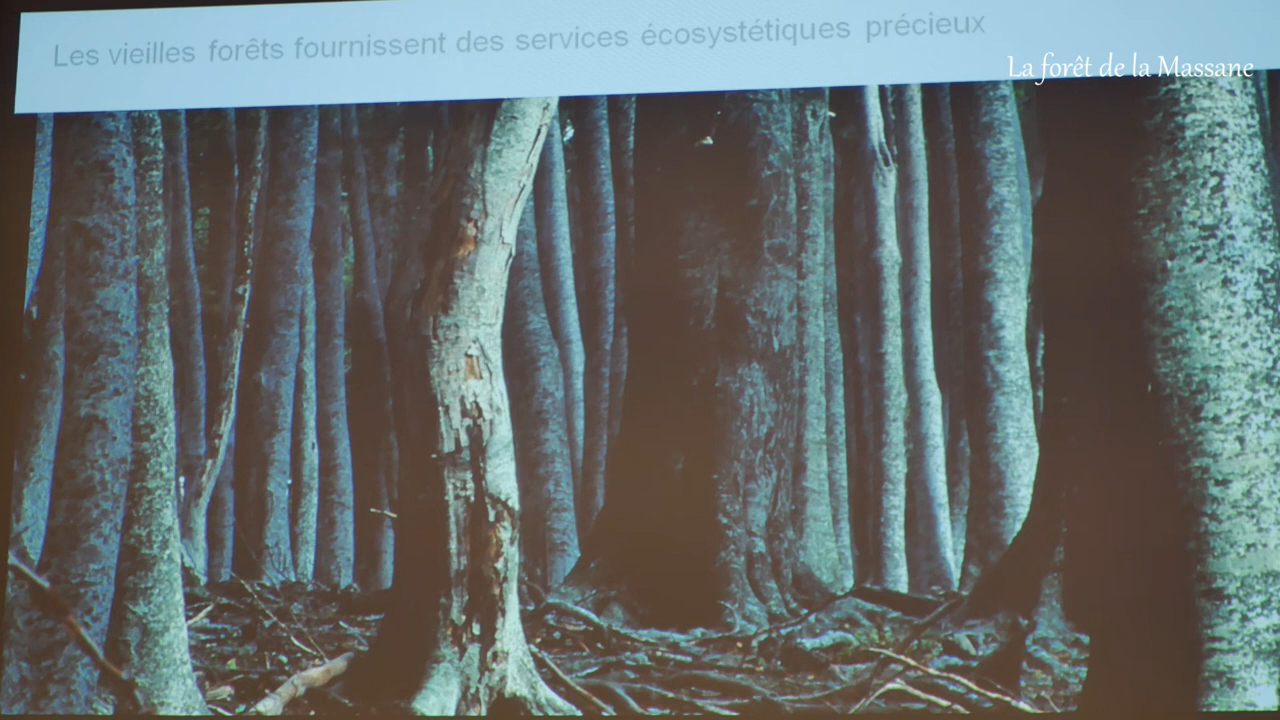 Les vieilles forêts fournissent des services écosystétiques précieux
La forêt de la Massane